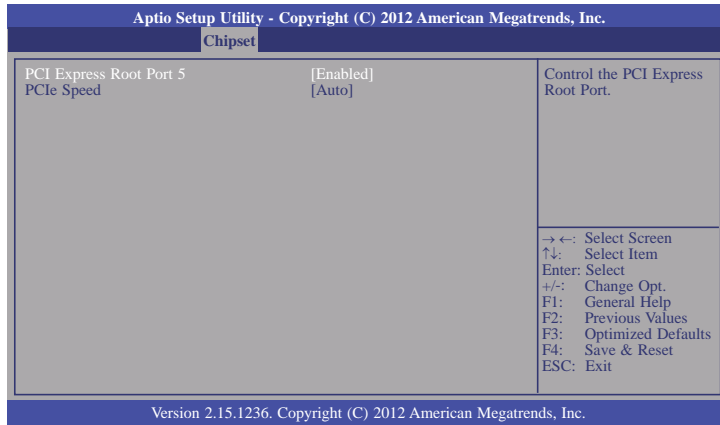 Aptio Setup Utility - Copyright (C) 2012 American Megatrends, Inc.
Chipset
PCI Express Root Port 5 [Enabled]
PCIe Speed [Auto]
Control the PCI Express
Root Port.
→ ←: Select Screen
↑↓: Select Item
Enter: Select
+/-: Change Opt.
F1: General Help
F2: Previous Values
F3: Optimized Defaults
F4: Save & Reset
ESC: Exit
Version 2.15.1236. Copyright (C) 2012 American Megatrends, Inc.